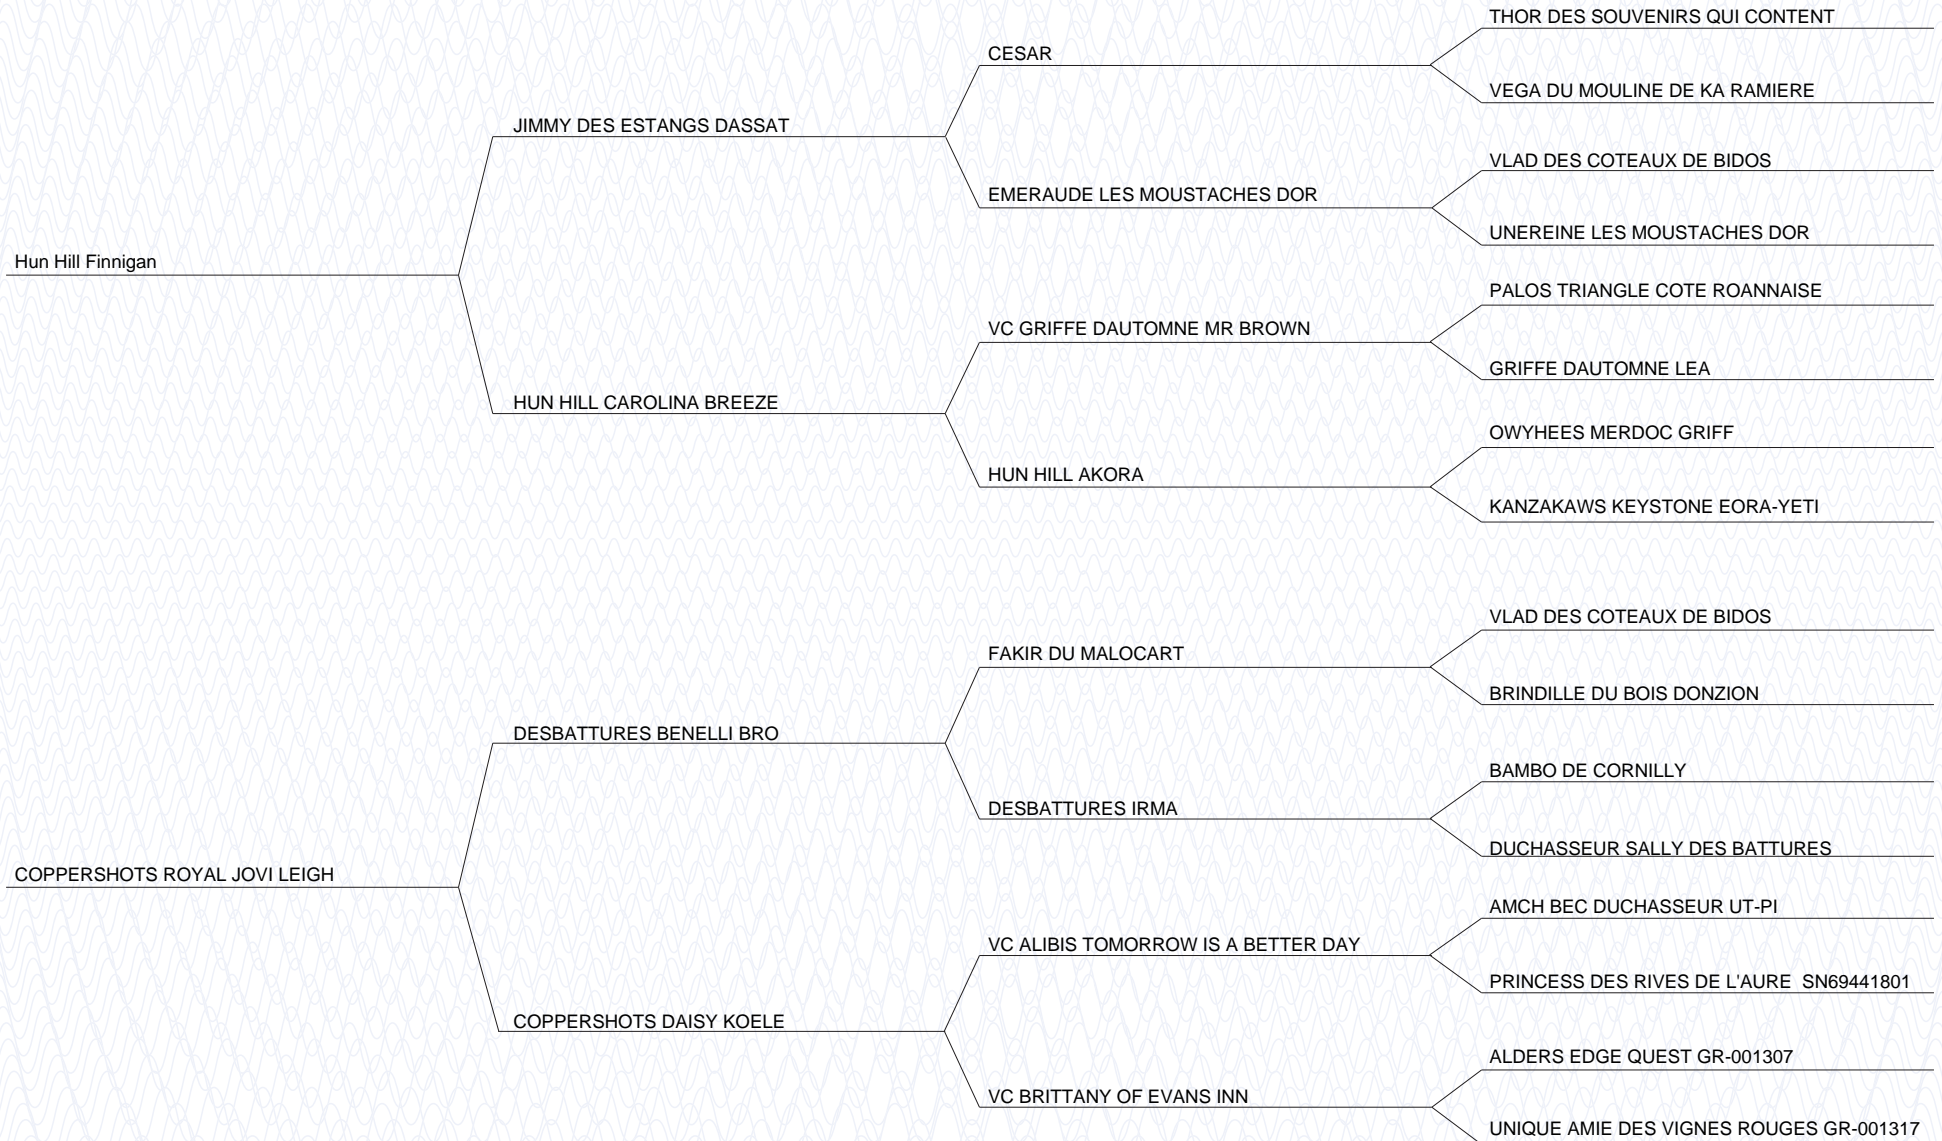 THOR DES SOUVENIRS QUI CONTENT
CESAR
VEGA DU MOULINE DE KA RAMIERE
JIMMY DES ESTANGS DASSAT
VLAD DES COTEAUX DE BIDOS
EMERAUDE LES MOUSTACHES DOR
UNEREINE LES MOUSTACHES DOR
Hun Hill Finnigan
PALOS TRIANGLE COTE ROANNAISE
VC GRIFFE DAUTOMNE MR BROWN
GRIFFE DAUTOMNE LEA
HUN HILL CAROLINA BREEZE
OWYHEES MERDOC GRIFF
HUN HILL AKORA
KANZAKAWS KEYSTONE EORA-YETI
VLAD DES COTEAUX DE BIDOS
FAKIR DU MALOCART
BRINDILLE DU BOIS DONZION
DESBATTURES BENELLI BRO
BAMBO DE CORNILLY
DESBATTURES IRMA
DUCHASSEUR SALLY DES BATTURES
COPPERSHOTS ROYAL JOVI LEIGH
AMCH BEC DUCHASSEUR UT-PI
VC ALIBIS TOMORROW IS A BETTER DAY
PRINCESS DES RIVES DE L'AURE  SN69441801
COPPERSHOTS DAISY KOELE
ALDERS EDGE QUEST GR-001307
VC BRITTANY OF EVANS INN
UNIQUE AMIE DES VIGNES ROUGES GR-001317